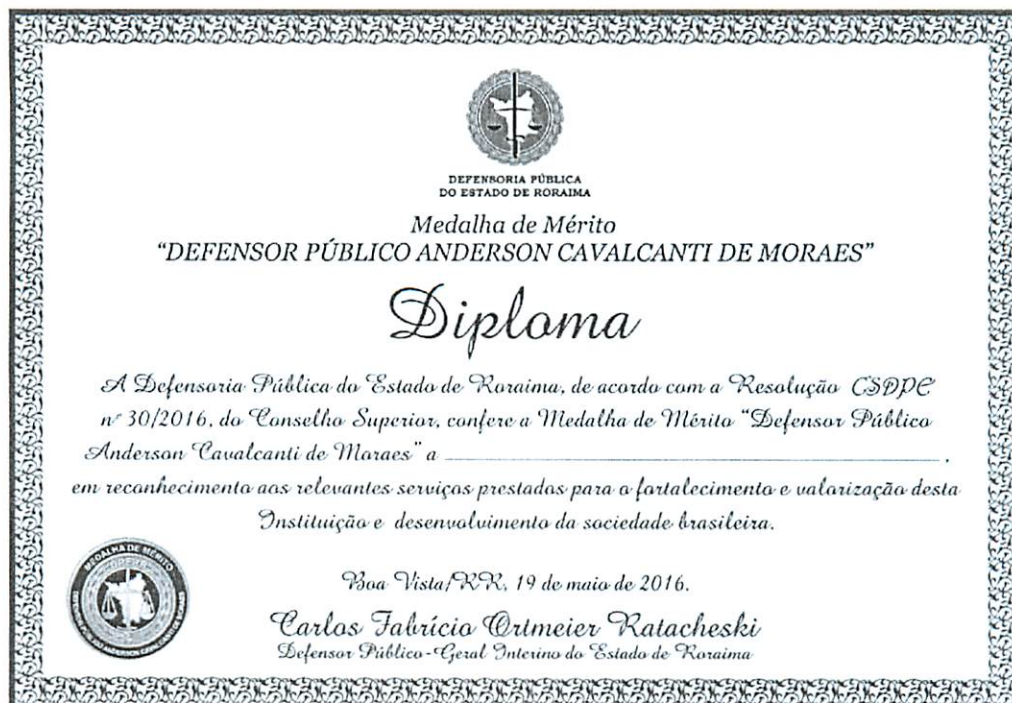 DEFENSORIA PÚBLICA
DO ESTADO DE RORAIMA
Medalha de Mérito
“DEFENSOR PÚBLICO ANDERSON CAVALCANTI DE MORAES”
Diploma
A Defensoria Pública do Estado de Roraima, de acordo com a Resolução CSDPE
nº 30/2016, do Conselho Superior, confere a Medalha de Mérito “Defensor Público
Anderson Cavalcanti de Moraes” a ____________________ ,
em reconhecimento aos relevantes serviços prestados para o fortalecimento e valorização desta
Instituição e desenvolvimento da sociedade brasileira.
MEDALHA DE MÉRITO
Boa Vista/RR, 19 de maio de 2016.
Carlos Fabrício Ortmeier Ratacheski
Defensor Público-Geral Interino do Estado de Roraima